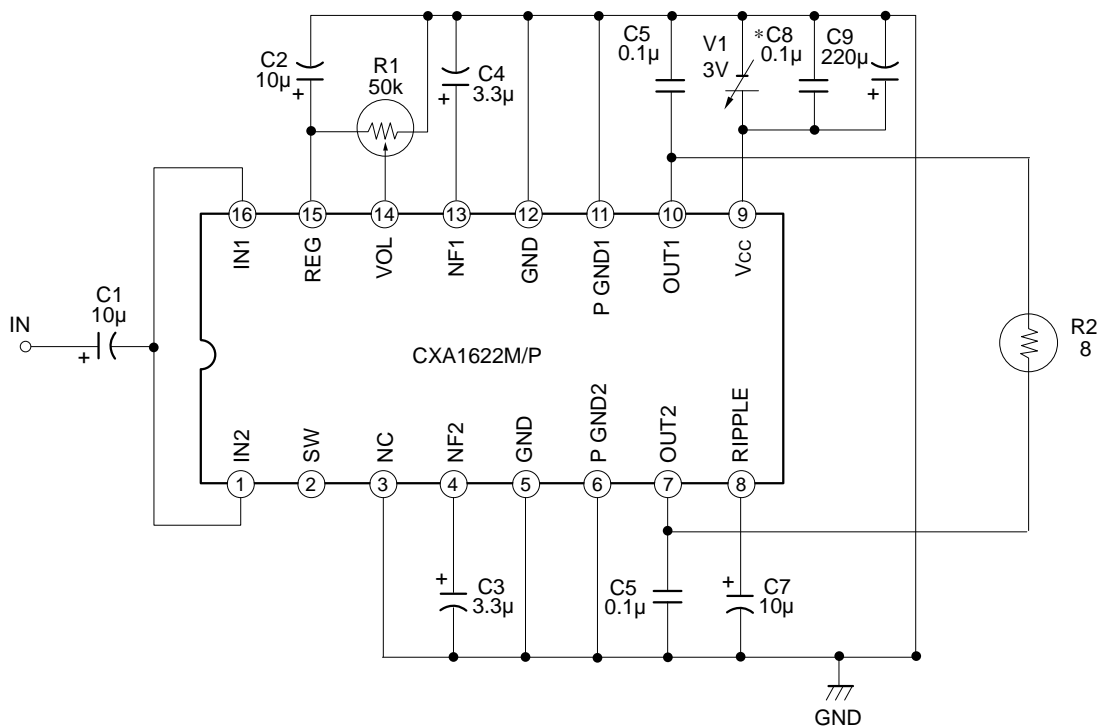 C2
10µ
R1
50k
C4
3.3µ
C5
0.1µ
V1
3V
*C8
0.1µ
C9
220µ
+
+
+
16
15
14
13
12
11
10
9
IN1
REG
VOL
NF1
GND
P GND1
OUT1
Vcc
C1
10µ
IN
+
CXA1622M/P
R2
8
IN2
SW
NC
NF2
GND
P GND2
OUT2
RIPPLE
1
2
3
4
5
6
7
8
+
C3
3.3µ
C5
0.1µ
+
C7
10µ
GND